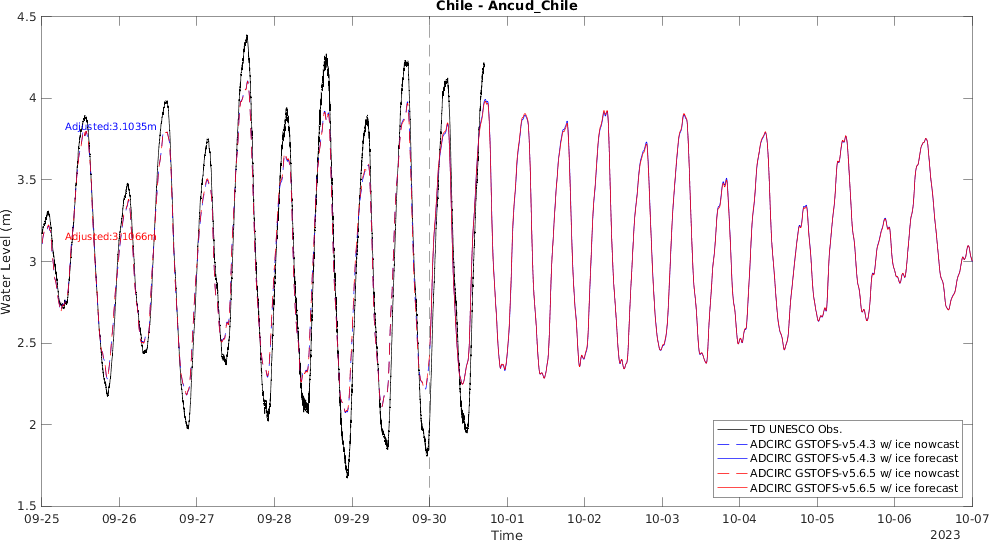 Chile - Ancud_Chile
4.5
4
3.5
3
2.5
2
1.5
Water Level (m)
Adjusted:3.1035m
Adjusted:3.1066m
TD UNESCO Obs.
ADCIRC GSTOFS-v5.4.3 w/ ice nowcast
ADCIRC GSTOFS-v5.4.3 w/ ice forecast
ADCIRC GSTOFS-v5.6.5 w/ ice nowcast
ADCIRC GSTOFS-v5.6.5 w/ ice forecast
09-25 09-26 09-27 09-28 09-29 09-30 10-01 10-02 10-03 10-04 10-05 10-06 10-07
Time
2023